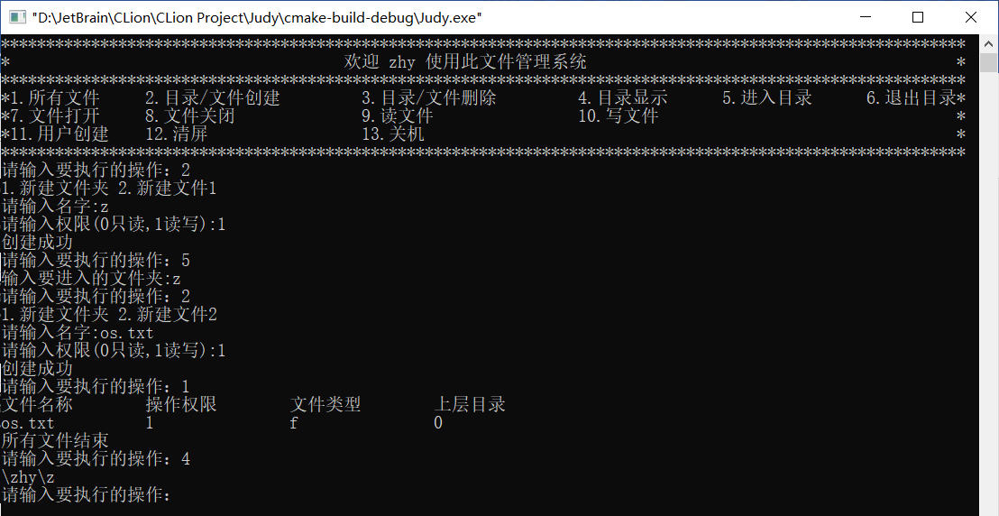 "D:\JetBrain\CLion\CLion Project\Judy\cmake-build-debug\Judy.exe"
***********************************************************************************************************
* 欢迎 zhy 使用此文件管理系统 *
***********************************************************************************************************
*1.所有文件 2.目录/文件创建 3.目录/文件删除 4.目录显示 5.进入目录 6.退出目录*
*7.文件打开 8.文件关闭 9.读文件 10.写文件 *
*11.用户创建 12.清屏 13.关机 *
***********************************************************************************************************
请输入要执行的操作：2
1.新建文件夹 2.新建文件1
请输入名字:z
请输入权限(0只读,1读写):1
创建成功
请输入要执行的操作：5
输入要进入的文件夹:z
请输入要执行的操作：2
1.新建文件夹 2.新建文件2
请输入名字:os.txt
请输入权限(0只读,1读写):1
创建成功
请输入要执行的操作：1
文件名称 操作权限 文件类型 上层目录
os.txt 1 f 0
所有文件结束
请输入要执行的操作：4
\zhy\z
请输入要执行的操作：